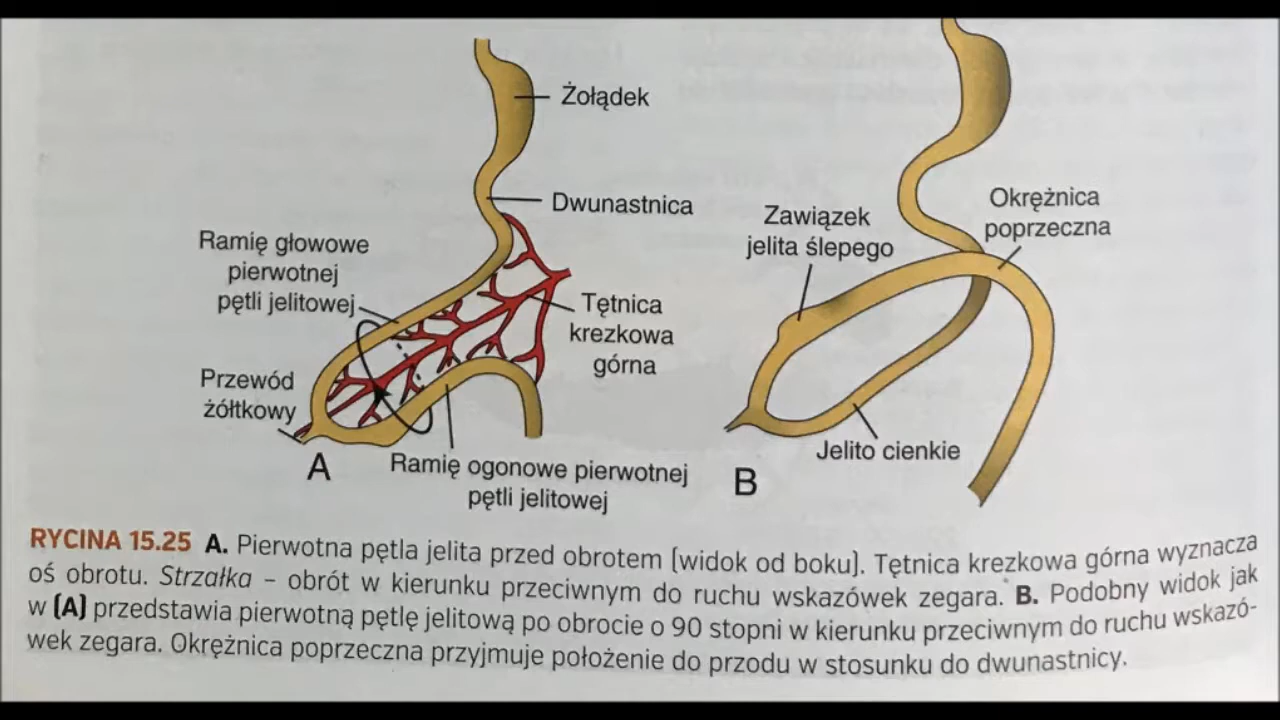 Żołądek
Dwunastnica
Ramię głowowe
pierwotnej
pętli jelitowej
Tętnica
krezkowa
górna
Przewód
żółtkowy
A
Ramię ogonowe pierwotnej
pętli jelitowej
Zawiązek
jelita ślepego
Okrężnica
poprzeczna
Jelito cienkie
B
RYCINA 15.25 A. Pierwotna pętla jelita przed obrotem (widok od boku). Tętnica krezkowa górna wyznacza
oś obrotu. Strzałka – obrót w kierunku przeciwnym do ruchu wskazówek zegara. B. Podobny widok jak
w (A) przedstawia pierwotną pętlę jelitową po obrocie o 90 stopni w kierunku przeciwnym do ruchu wskazó-
wek zegara. Okrężnica poprzeczna przyjmuje położenie do przodu w stosunku do dwunastnicy.